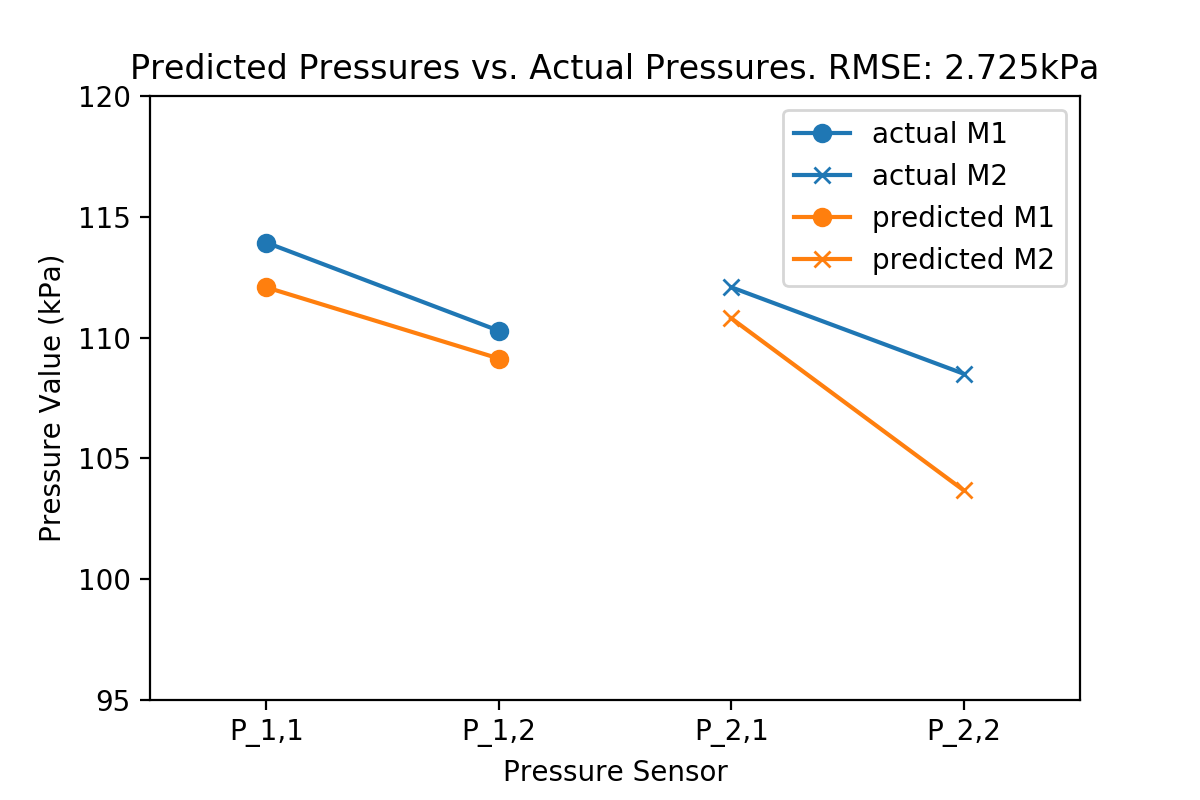 Predicted Pressures vs. Actual Pressures. RMSE: 2.725kPa
120
115
110
105
100
95
Pressure Value (kPa)
actual M1
actual M2
predicted M1
predicted M2
P_1,1 P_1,2 P_2,1 P_2,2
Pressure Sensor